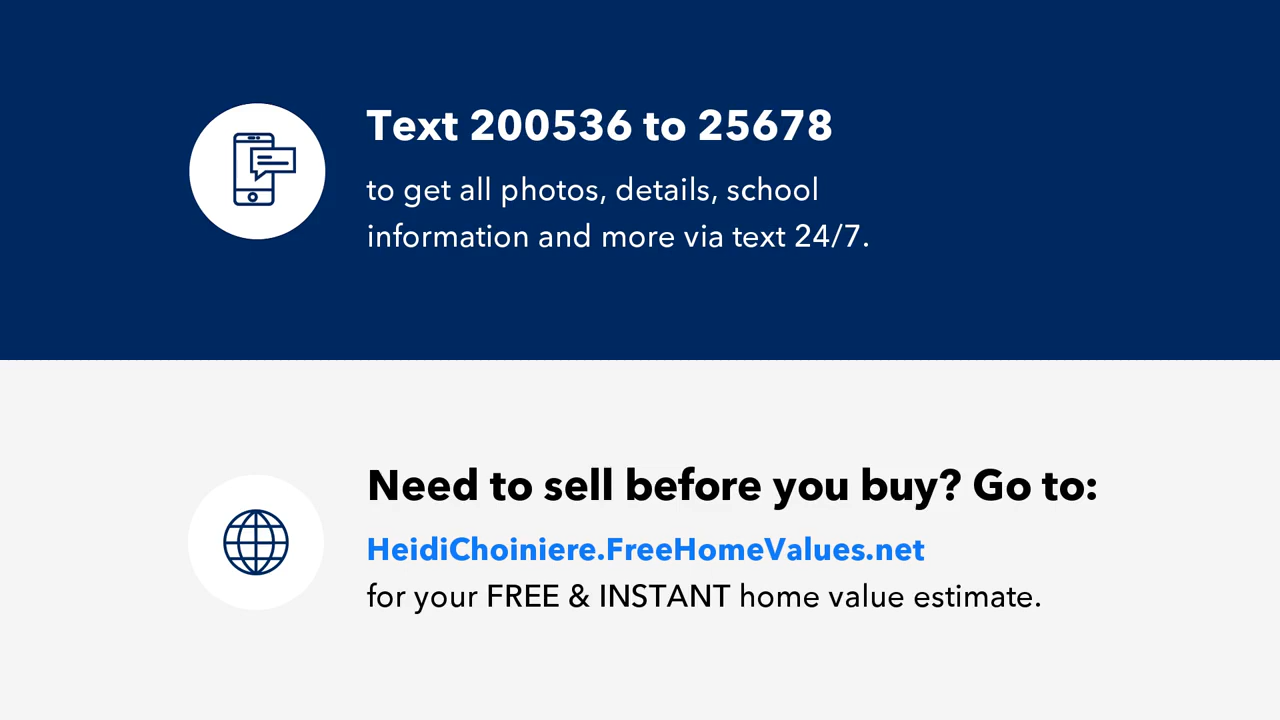 Text 200536 to 25678
to get all photos, details, school
information and more via text 24/7.
Need to sell before you buy? Go to:
HeidiChoiniere.FreeHomeValues.net
for your FREE & INSTANT home value estimate.